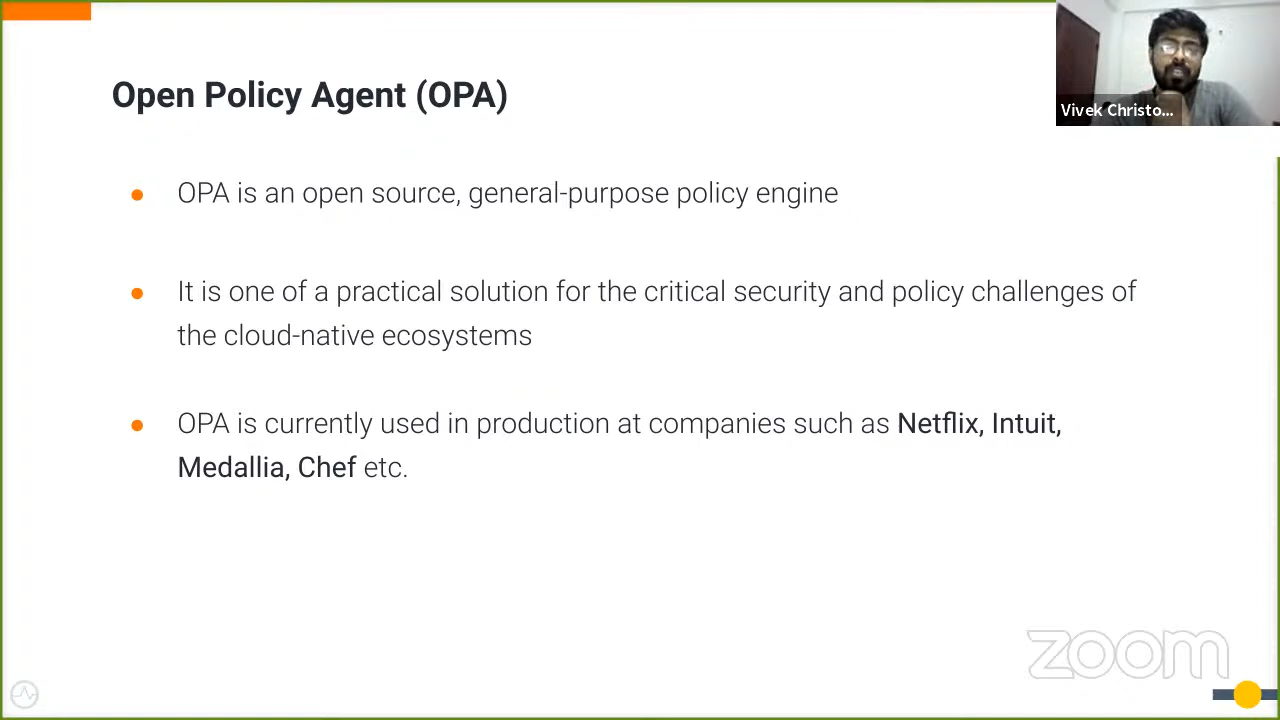 Open Policy Agent (OPA)
Vivek Christo...
OPA is an open source, general-purpose policy engine
It is one of a practical solution for the critical security and policy challenges of
the cloud-native ecosystems
OPA is currently used in production at companies such as Netflix, Intuit,
Medallia, Chef etc.
zoom